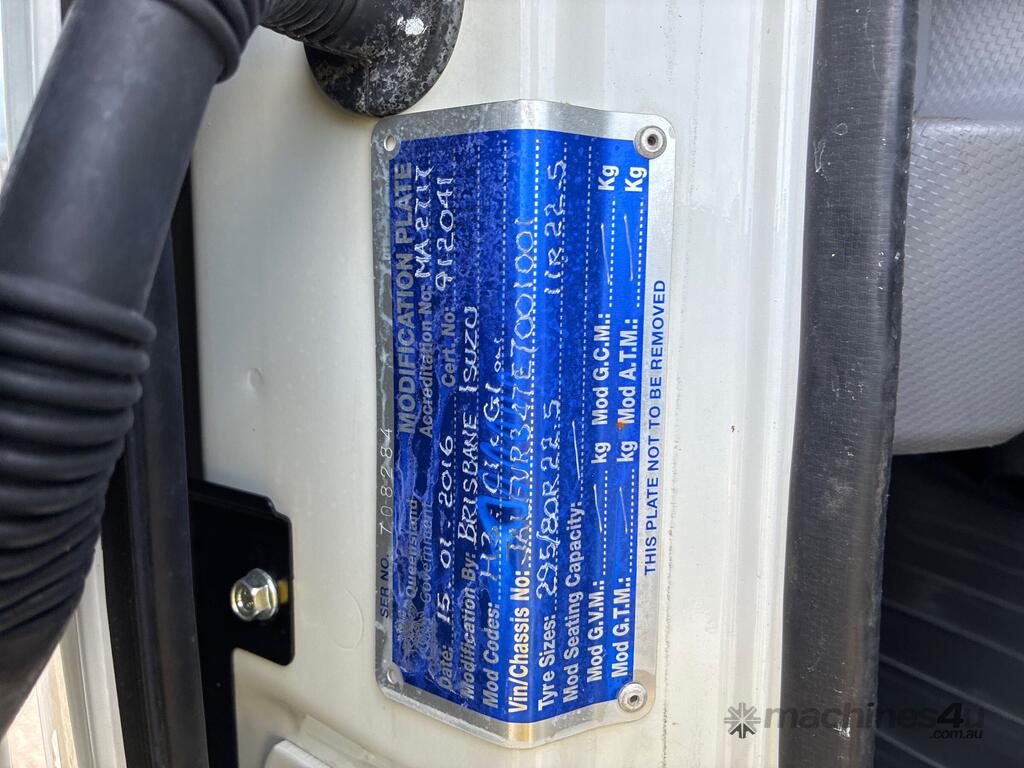 SER NO. 708284
MODIFICATION PLATE
Queensland Government
Accreditation No: MA2717
Date: 15 - 01 - 2016 Cert No: 912041
Modification By: BRISBANE ISUZU
Mod Codes: H2
Vin/Chassis No:
Tyre Sizes: 295/80R22.5 11R22.5
Mod Seating Capacity:
Mod G.V.M.: kg Mod G.C.M.: Kg
Mod G.T.M.: kg Mod A.T.M.: Kg
THIS PLATE NOT TO BE REMOVED
machines4u
.com.au